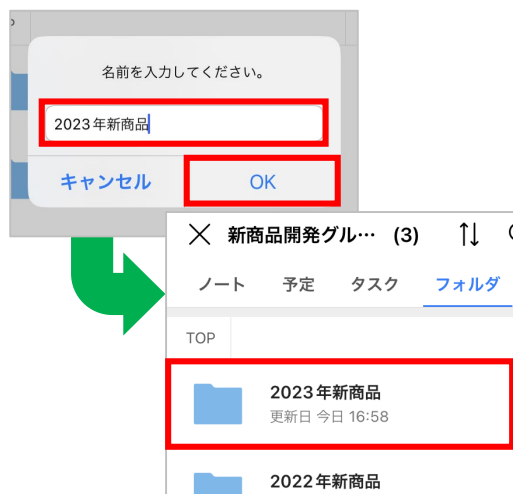 名前を入力してください。
2023年新商品
キャンセル OK
新商品開発グル… (3)
ノート 予定 タスク フォルダ
TOP
2023年新商品
更新日 今日 16:58
2022年新商品